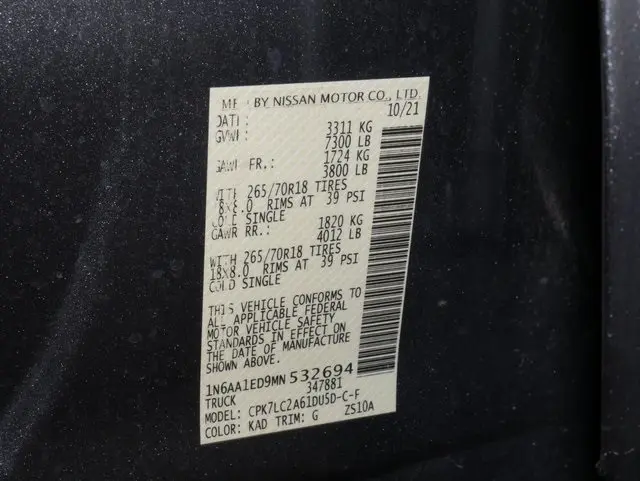 BY NISSAN MOTOR CO., LTD.
10/21
3311 KG
7300 LB
FR.: 1724 KG
3800 LB
265/70R18 TIRES
RIMS AT 39 PSI
COLD SINGLE
GAWR RR.: 1820 KG
4012 LB
WITH 265/70R18 TIRES
18X8.0 RIMS AT 39 PSI
COLD SINGLE
THIS VEHICLE CONFORMS TO
ALL APPLICABLE FEDERAL
MOTOR VEHICLE SAFETY
STANDARDS IN EFFECT ON
THE DATE OF MANUFACTURE
1N6AA1ED9MN532694
TRUCK 347881
MODEL: CPK7LC2A61DU5D-C-F
COLOR: KAD TRIM: G ZS10A